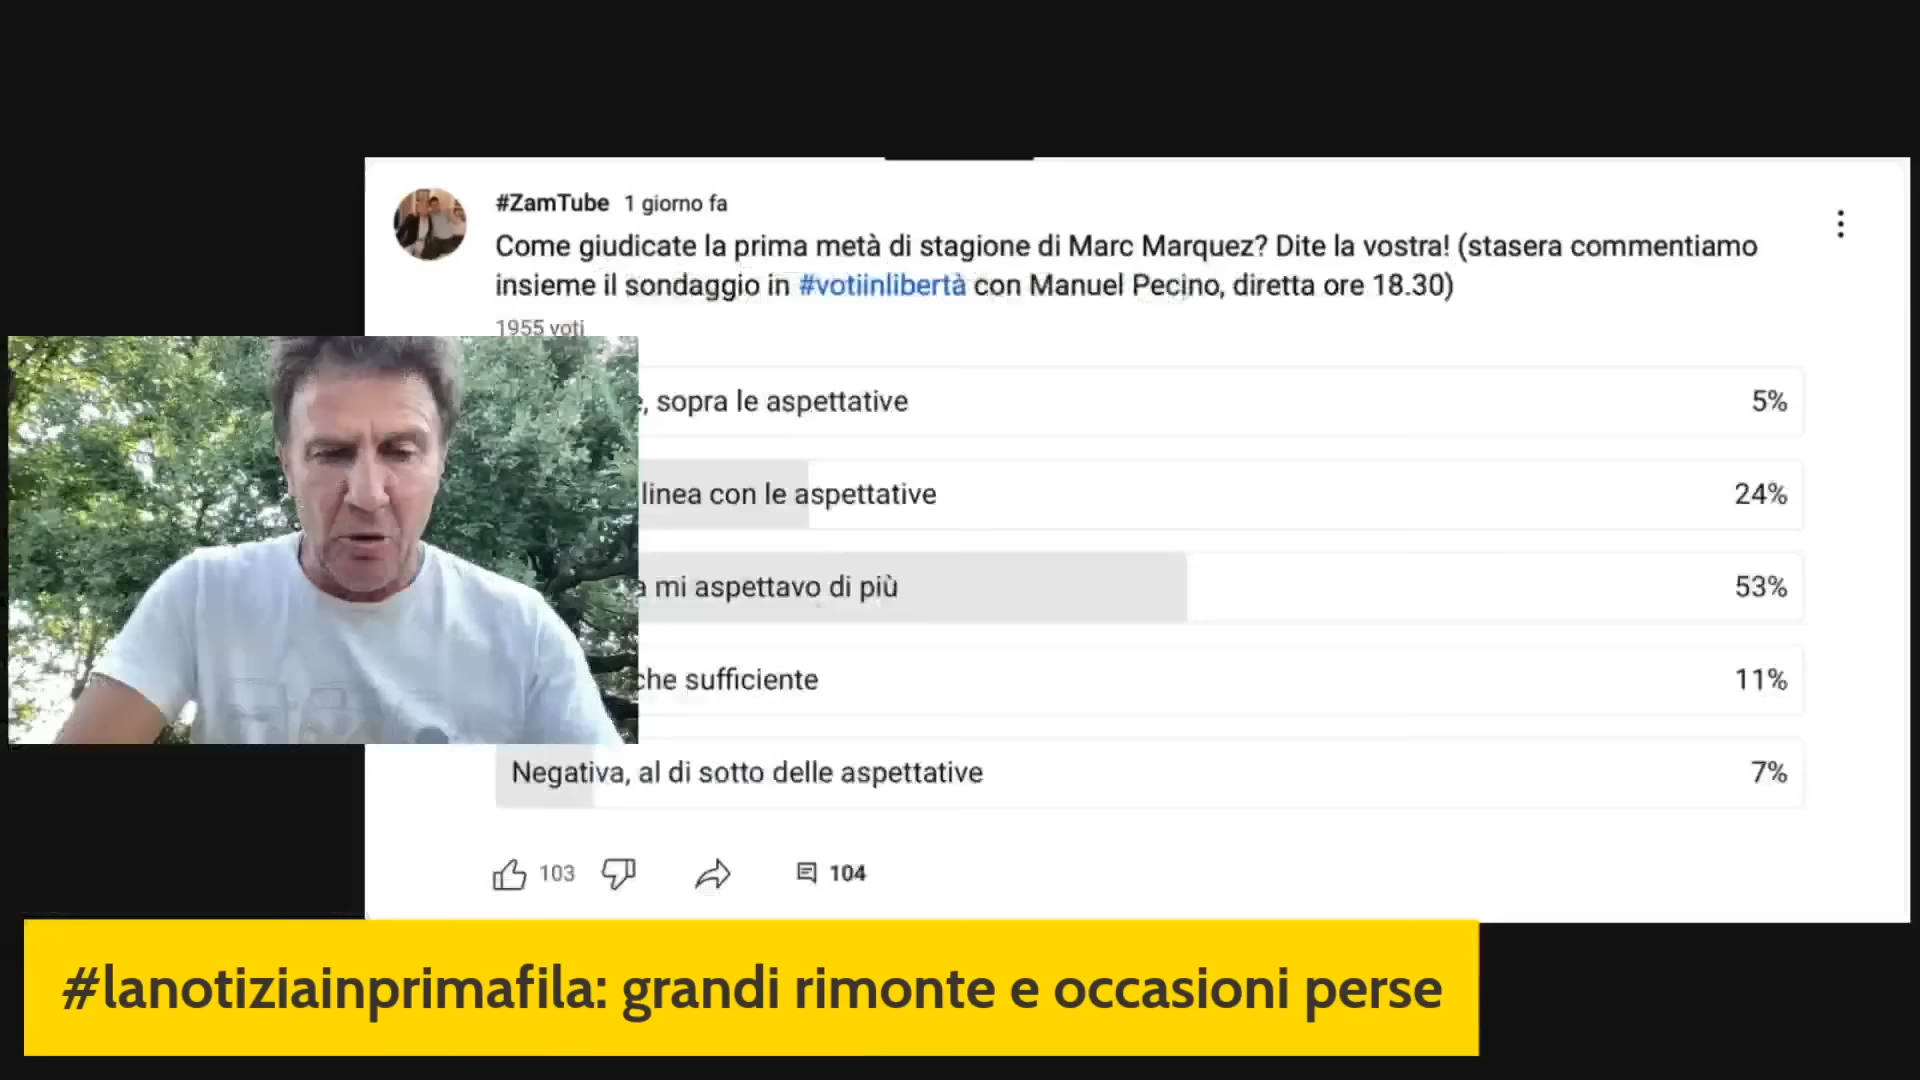 #ZamTube 1 giorno fa
Come giudicate la prima metà di stagione di Marc Marquez? Dite la vostra! (stasera commentiamo
insieme il sondaggio in #votiinlibertà con Manuel Pecino, diretta ore 18.30)
1955 voti
, sopra le aspettative 5%
linea con le aspettative 24%
mi aspettavo di più 53%
che sufficiente 11%
Negativa, al di sotto delle aspettative 7%
103 104
#lanotiziainprimafila: grandi rimonte e occasioni perse